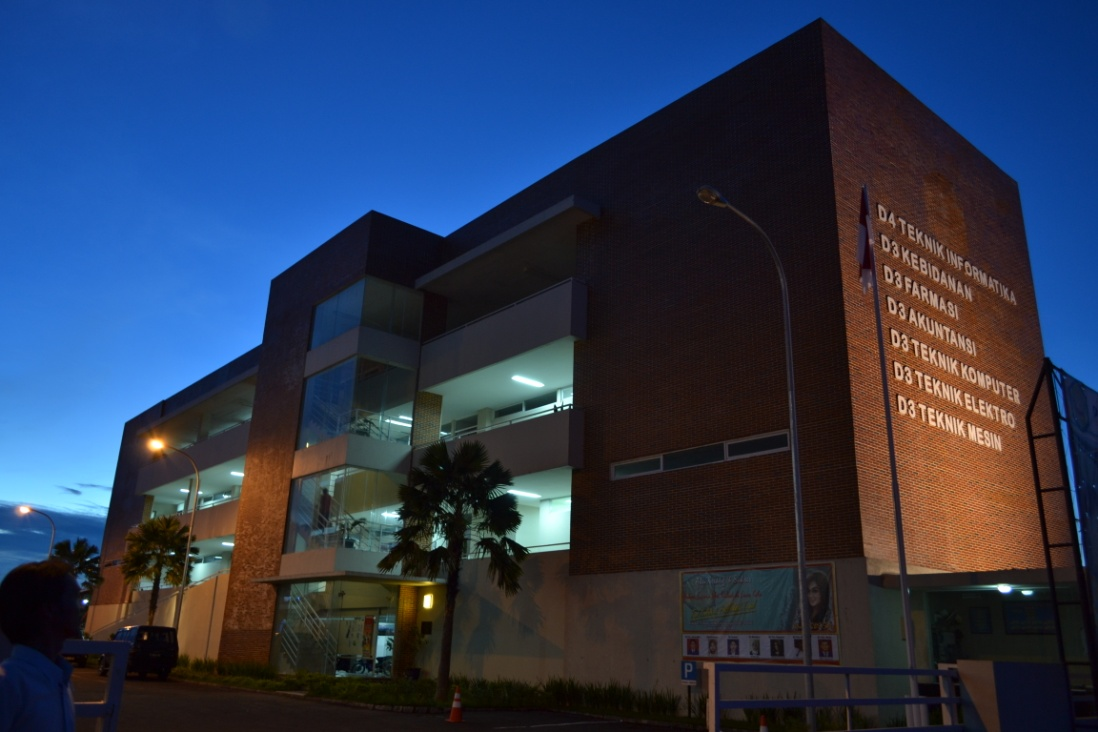 D4 TEKNIK INFORMATIKA
D3 KEBIDANAN
D3 FARMASI
D3 AKUNTANSI
D3 TEKNIK KOMPUTER
D3 TEKNIK ELEKTRO
D3 TEKNIK MESIN
P